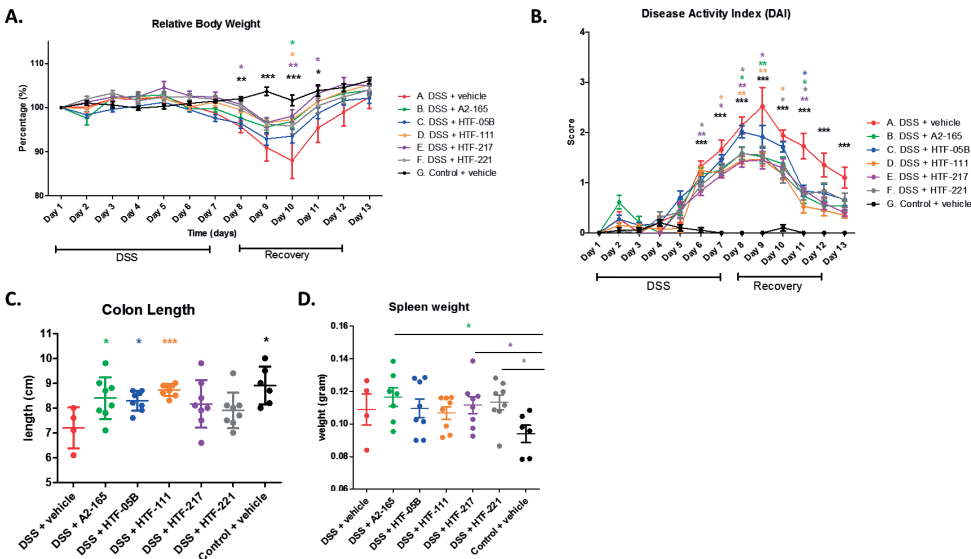 A.
Relative Body Weight
Percentage (%)
110
100
90
80
Day 1
Day 2
Day 3
Day 4
Day 5
Day 6
Day 7
Day 8
Day 9
Day 10
Day 11
Day 12
Day 13
Time (days)
DSS
Recovery
* ** *** * * ** *** * *
A. DSS + vehicle
B. DSS + A2-165
C. DSS + HTF-05B
D. DSS + HTF-111
E. DSS + HTF-217
F. DSS + HTF-221
G. Control + vehicle
B.
Disease Activity Index (DAI)
Score
4
3
2
1
0
Day 1
Day 2
Day 3
Day 4
Day 5
Day 6
Day 7
Day 8
Day 9
Day 10
Day 11
Day 12
Day 13
DSS
Recovery
A. DSS + vehicle
B. DSS + A2-165
C. DSS + HTF-05B
D. DSS + HTF-111
E. DSS + HTF-217
F. DSS + HTF-221
G. Control + vehicle
C.
Colon Length
length (cm)
11
10
9
8
7
6
5
* * *** *
DSS + vehicle
DSS + A2-165
DSS + HTF-05B
DSS + HTF-111
DSS + HTF-217
DSS + HTF-221
Control + vehicle
D.
Spleen weight
weight (gram)
0.16
0.14
0.12
0.10
0.08
0.06
*
*
*
DSS + vehicle
DSS + A2-165
DSS + HTF-05B
DSS + HTF-111
DSS + HTF-217
DSS + HTF-221
Control + vehicle